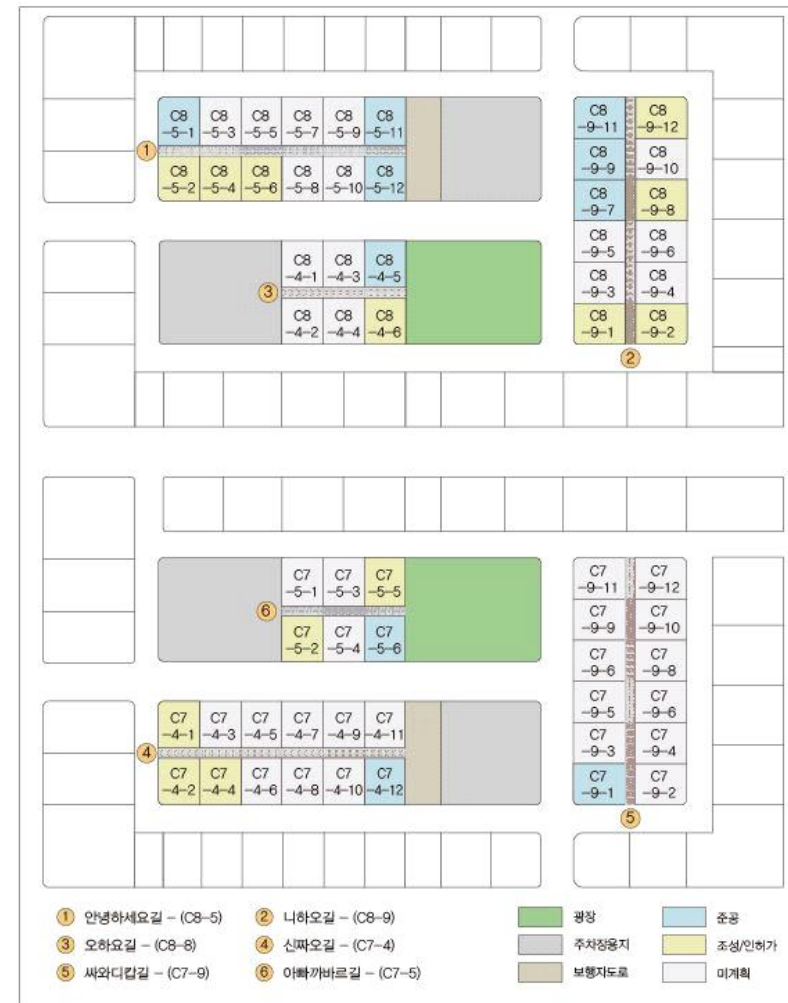 C8 C8 C8 C8 C8 C8
-5-1 -5-3 -5-5 -5-7 -5-9 -5-11
①
C8 C8 C8 C8 C8 C8
-5-2 -5-4 -5-6 -5-8 -5-10 -5-12
C8 C8
-9-11 -9-12
C8 C8
-9-9 -9-10
C8 C8
-9-7 -9-8
C8 C8
-9-5 -9-6
C8 C8
-9-3 -9-4
C8 C8
-9-1 -9-2
②
C8 C8 C8
-4-1 -4-3 -4-5
③
C8 C8 C8
-4-2 -4-4 -4-6
C7 C7 C7
-5-1 -5-3 -5-5
⑥
C7 C7 C7
-5-2 -5-4 -5-6
C7 C7
-9-11 -9-12
C7 C7
-9-9 -9-10
C7 C7
-9-6 -9-8
C7 C7
-9-5 -9-6
C7 C7
-9-3 -9-4
C7 C7
-9-1 -9-2
⑤
C7 C7 C7 C7 C7 C7
-4-1 -4-3 -4-5 -4-7 -4-9 -4-11
④
C7 C7 C7 C7 C7 C7
-4-2 -4-4 -4-6 -4-8 -4-10 -4-12
① 안녕하세요길 – (C8-5) ② 니하오길 – (C8-9) 광장 준공
③ 오하요길 – (C8-8) ④ 신짜오길 – (C7-4) 주차장용지 조성/인허가
⑤ 싸와디캅길 – (C7-9) ⑥ 아빠까바르길 – (C7-5) 보행자도로 미계획